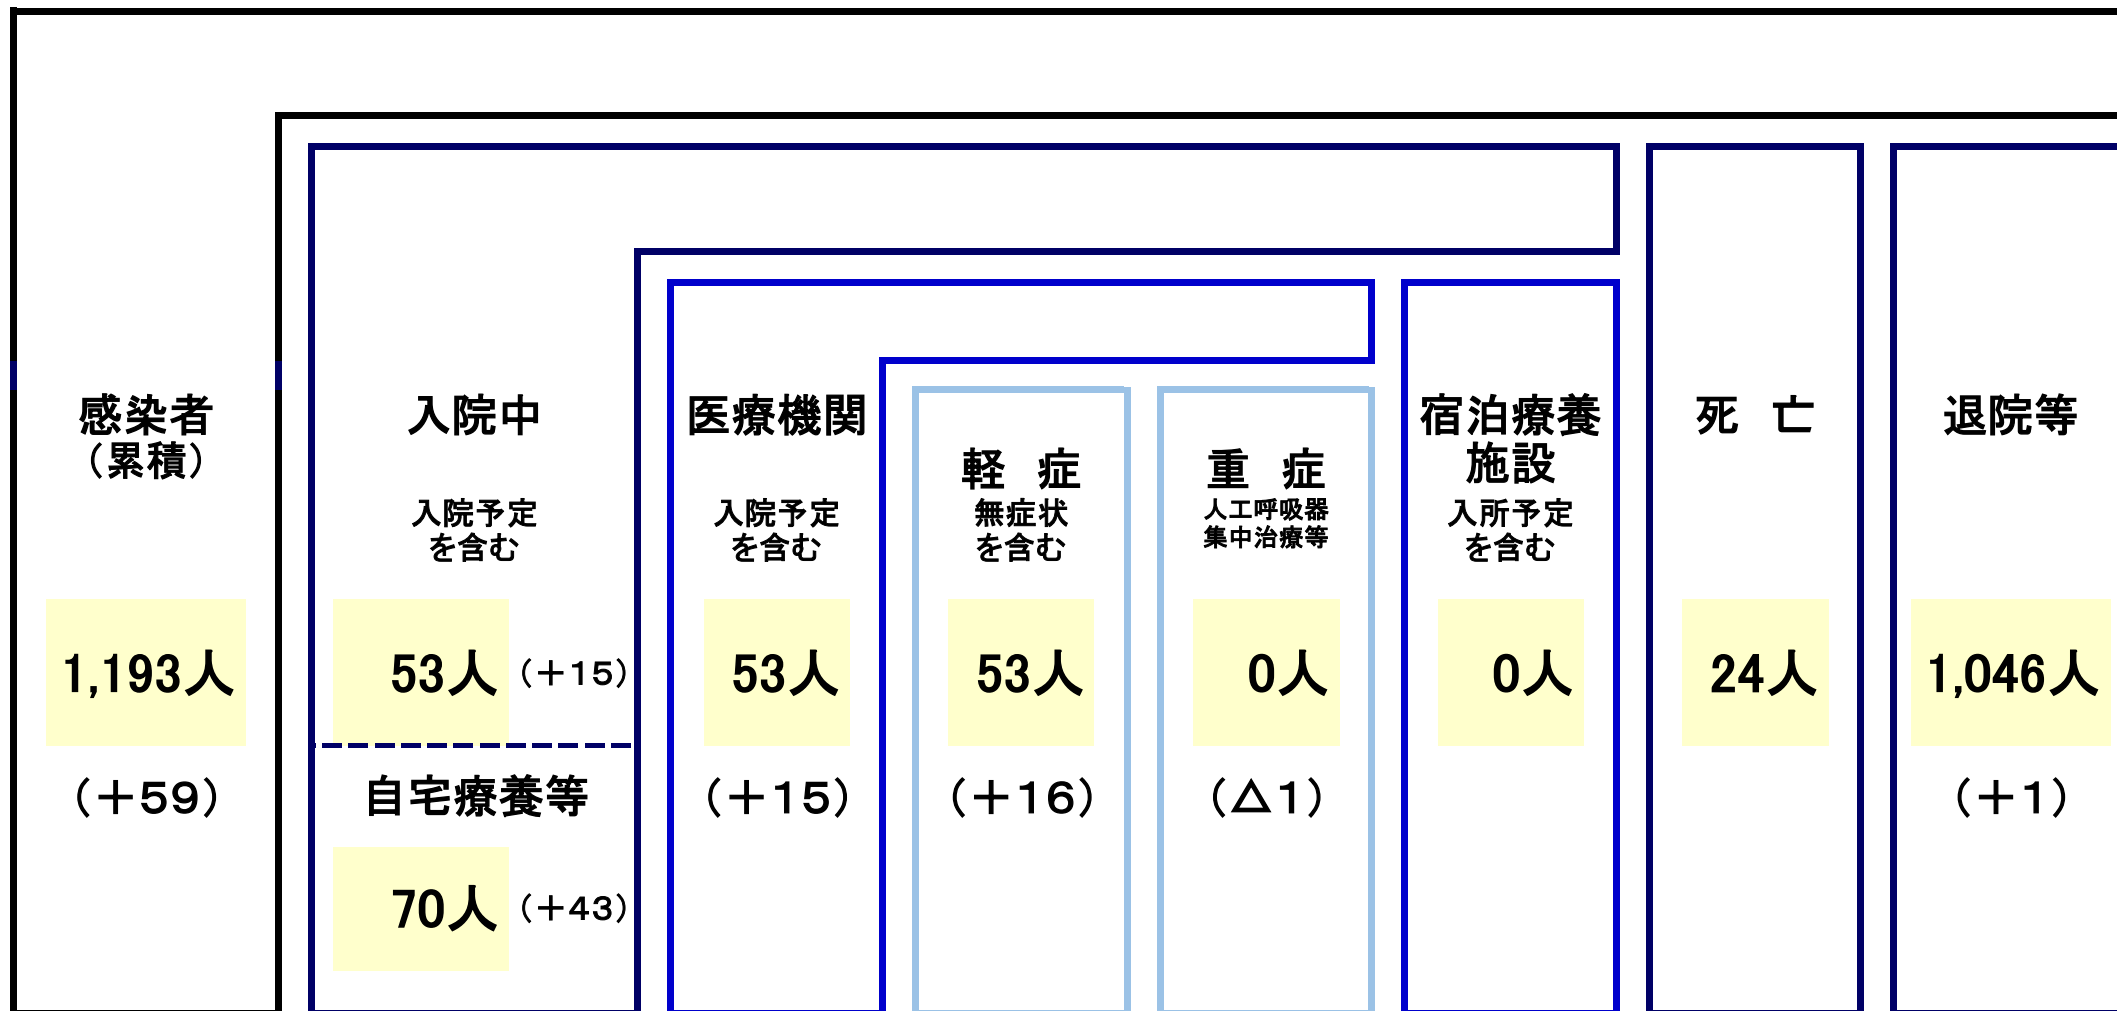 感染者
（累積）
1,193人
（＋59）
入院中
入院予定
を含む
53人（＋15）
自宅療養等
70人（＋43）
医療機関
入院予定
を含む
53人
（＋15）
軽 症
無症状
を含む
53人
（＋16）
重 症
人工呼吸器
集中治療等
0人
（△1）
宿泊療養
施設
入所予定
を含む
0人
死 亡
24人
退院等
1,046人
（＋1）